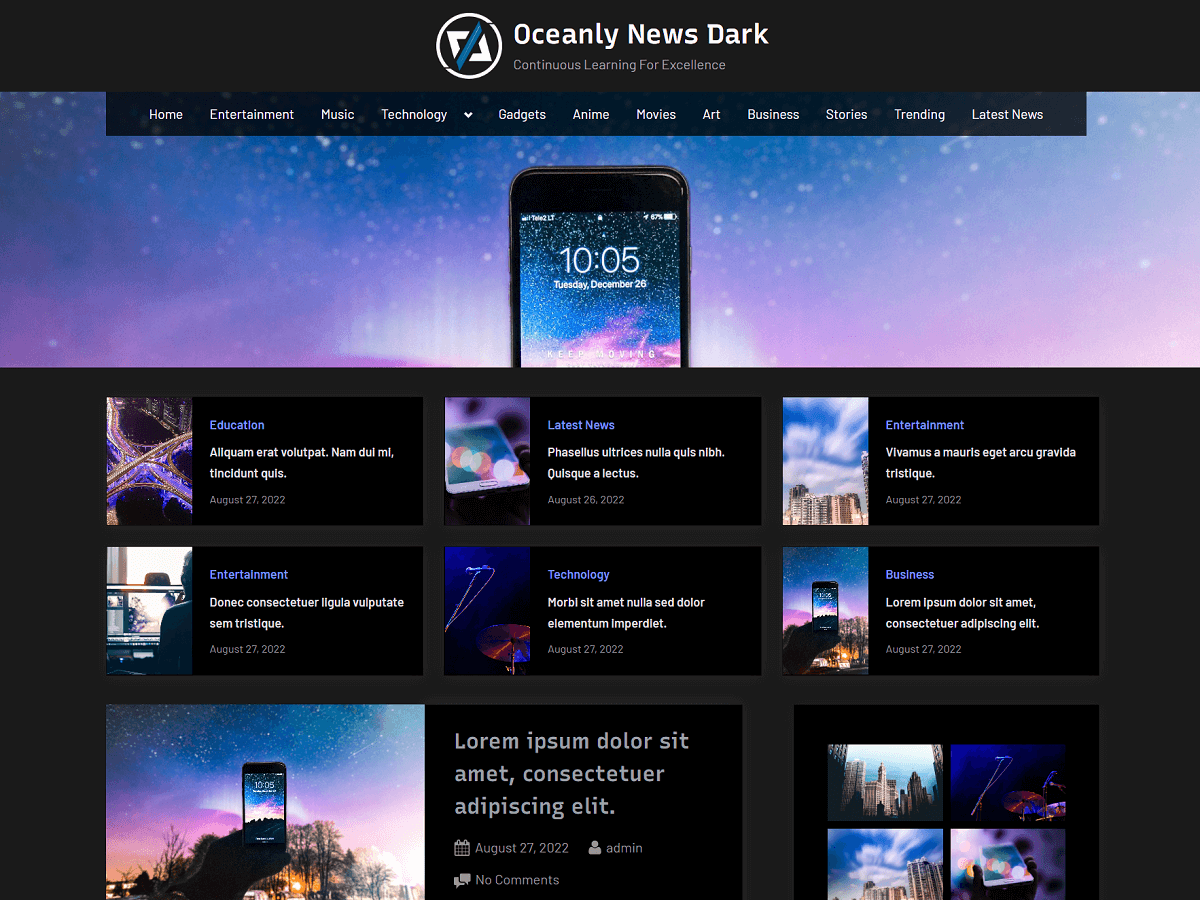 Oceanly News Dark
Continuous Learning For Excellence
Home Entertainment Music Technology Gadgets Anime Movies Art Business Stories Trending Latest News
Tele2 LT 67%
10:05
Tuesday, December 26
KEEP MOVING
Education
Aliquam erat volutpat. Nam dui mi,
tincidunt quis.
August 27, 2022
Latest News
Phasellus ultrices nulla quis nibh.
Quisque a lectus.
August 26, 2022
Entertainment
Vivamus a mauris eget arcu gravida
tristique.
August 27, 2022
Entertainment
Donec consectetuer ligula vulputate
sem tristique.
August 27, 2022
Technology
Morbi sit amet nulla sed dolor
elementum imperdiet.
August 27, 2022
Business
Lorem ipsum dolor sit amet,
consectetuer adipiscing elit.
August 27, 2022
10:05
Lorem ipsum dolor sit
amet, consectetuer
adipiscing elit.
August 27, 2022 admin
No Comments